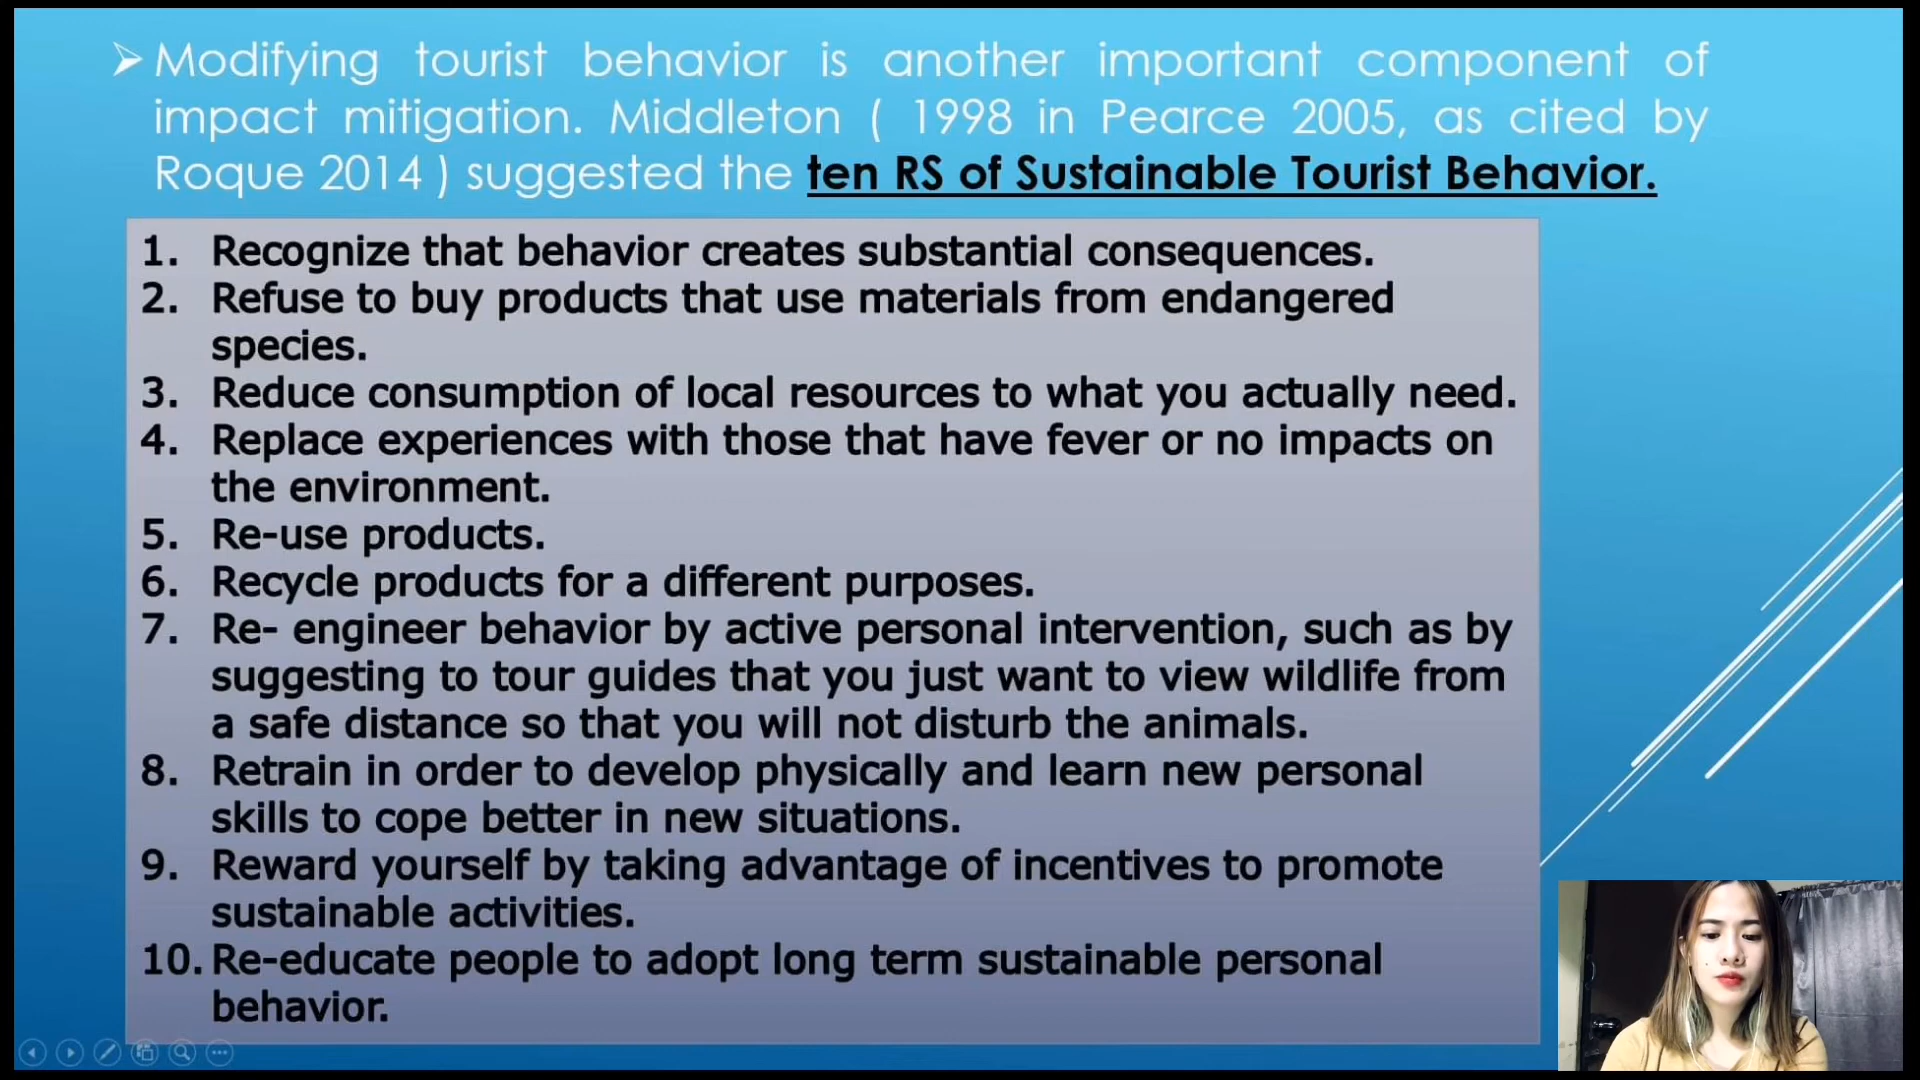 Modifying tourist behavior is another important component of
impact mitigation. Middleton ( 1998 in Pearce 2005, as cited by
Roque 2014 ) suggested the ten RS of Sustainable Tourist Behavior.
1. Recognize that behavior creates substantial consequences.
2. Refuse to buy products that use materials from endangered
species.
3. Reduce consumption of local resources to what you actually need.
4. Replace experiences with those that have fever or no impacts on
the environment.
5. Re-use products.
6. Recycle products for a different purposes.
7. Re- engineer behavior by active personal intervention, such as by
suggesting to tour guides that you just want to view wildlife from
a safe distance so that you will not disturb the animals.
8. Retrain in order to develop physically and learn new personal
skills to cope better in new situations.
9. Reward yourself by taking advantage of incentives to promote
sustainable activities.
10. Re-educate people to adopt long term sustainable personal
behavior.